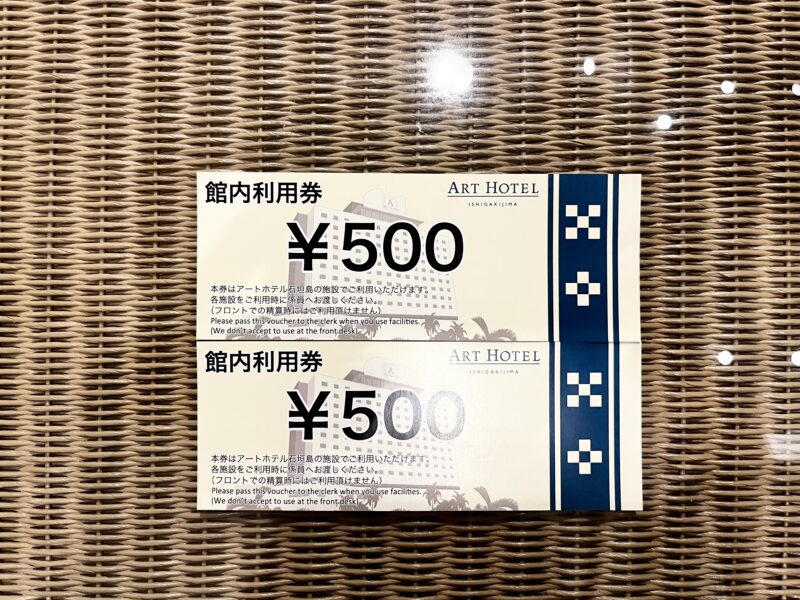 館内利用券
ART HOTEL
ISHIGAKIJIMA
¥500
本券はアートホテル石垣島の施設でご利用いただけます。
各施設をご利用時に係員へお渡しください。
(フロントでの精算時にはご利用頂けません)
Please pass this voucher to the clerk when you use facilities.
(We don't accept to use at the front desk)
館内利用券
ART HOTEL
ISHIGAKIJIMA
¥500
本券はアートホテル石垣島の施設でご利用いただけます。
各施設をご利用時に係員へお渡しください。
(フロントでの精算時にはご利用頂けません)
Please pass this voucher to the clerk when you use facilities.
(We don't accept to use at the front desk)